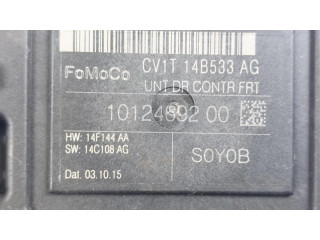 FoMoCo CV1T 14B533 AG
UNT DR CONTR FRT
10124692 00
HW: 14F144 AA
SW: 14C108 AG
S0Y0B
Dat. 03.10.15